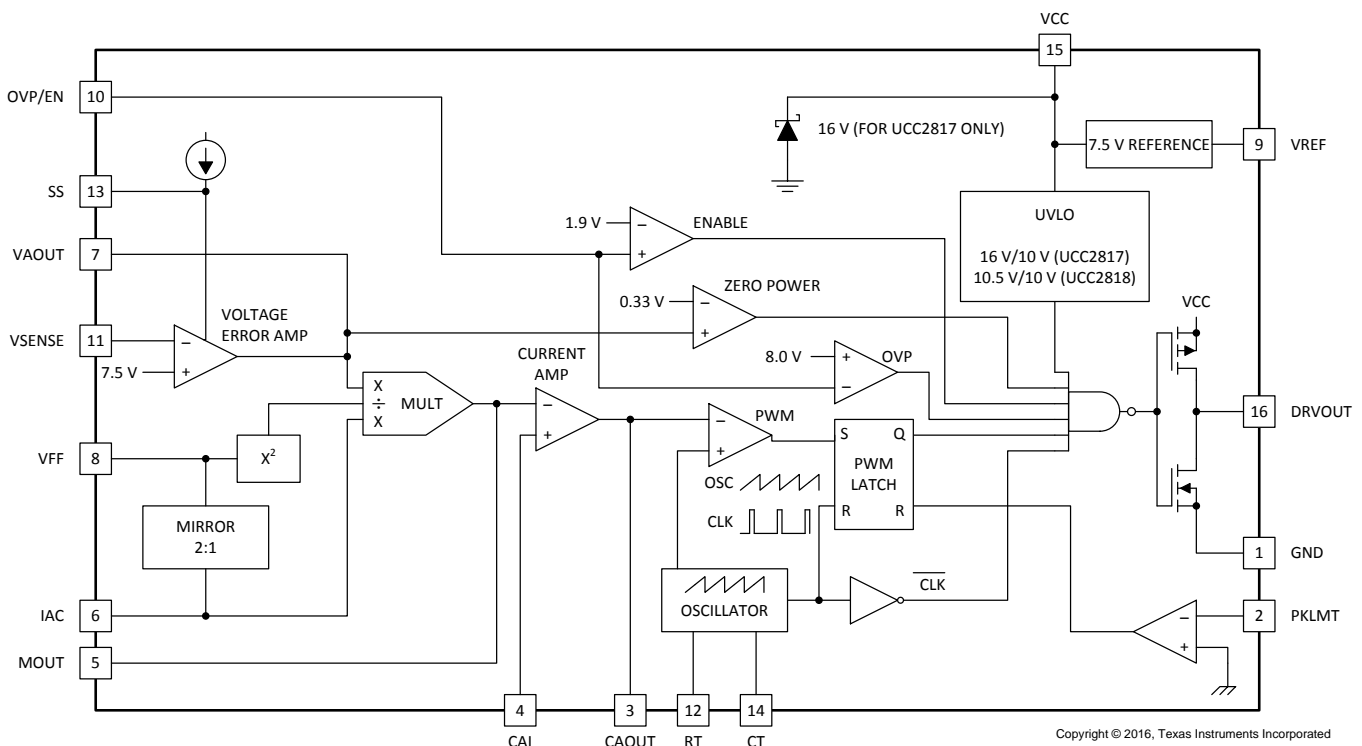 VCC
15
OVP/EN
10
16 V (FOR UCC2817 ONLY)
7.5 V REFERENCE
9
VREF
SS
13
1.9 V
−
+
ENABLE
UVLO
16 V/10 V (UCC2817)
10.5 V/10 V (UCC2818)
VAOUT
7
0.33 V
−
+
ZERO POWER
VCC
VOLTAGE
ERROR AMP
VSENSE
11
−
7.5 V
+
8.0 V
+
−
OVP
CURRENT
AMP
X
÷
X
MULT
−
+
−
+
PWM
16
DRVOUT
S
Q
PWM
LATCH
R
R
VFF
8
X2
OSC
CLK
MIRROR
2:1
1
GND
CLK
OSCILLATOR
IAC
6
2
PKLMT
−
+
MOUT
5
4
3
12
14
CAI
CAOUT
RT
CT
Copyright © 2016, Texas Instruments Incorporated